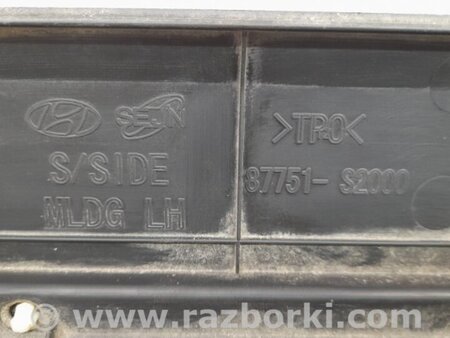 SEJIN
S/SIDE
MLDG LH
>TPO<
87751- S2000
www.razborki.com